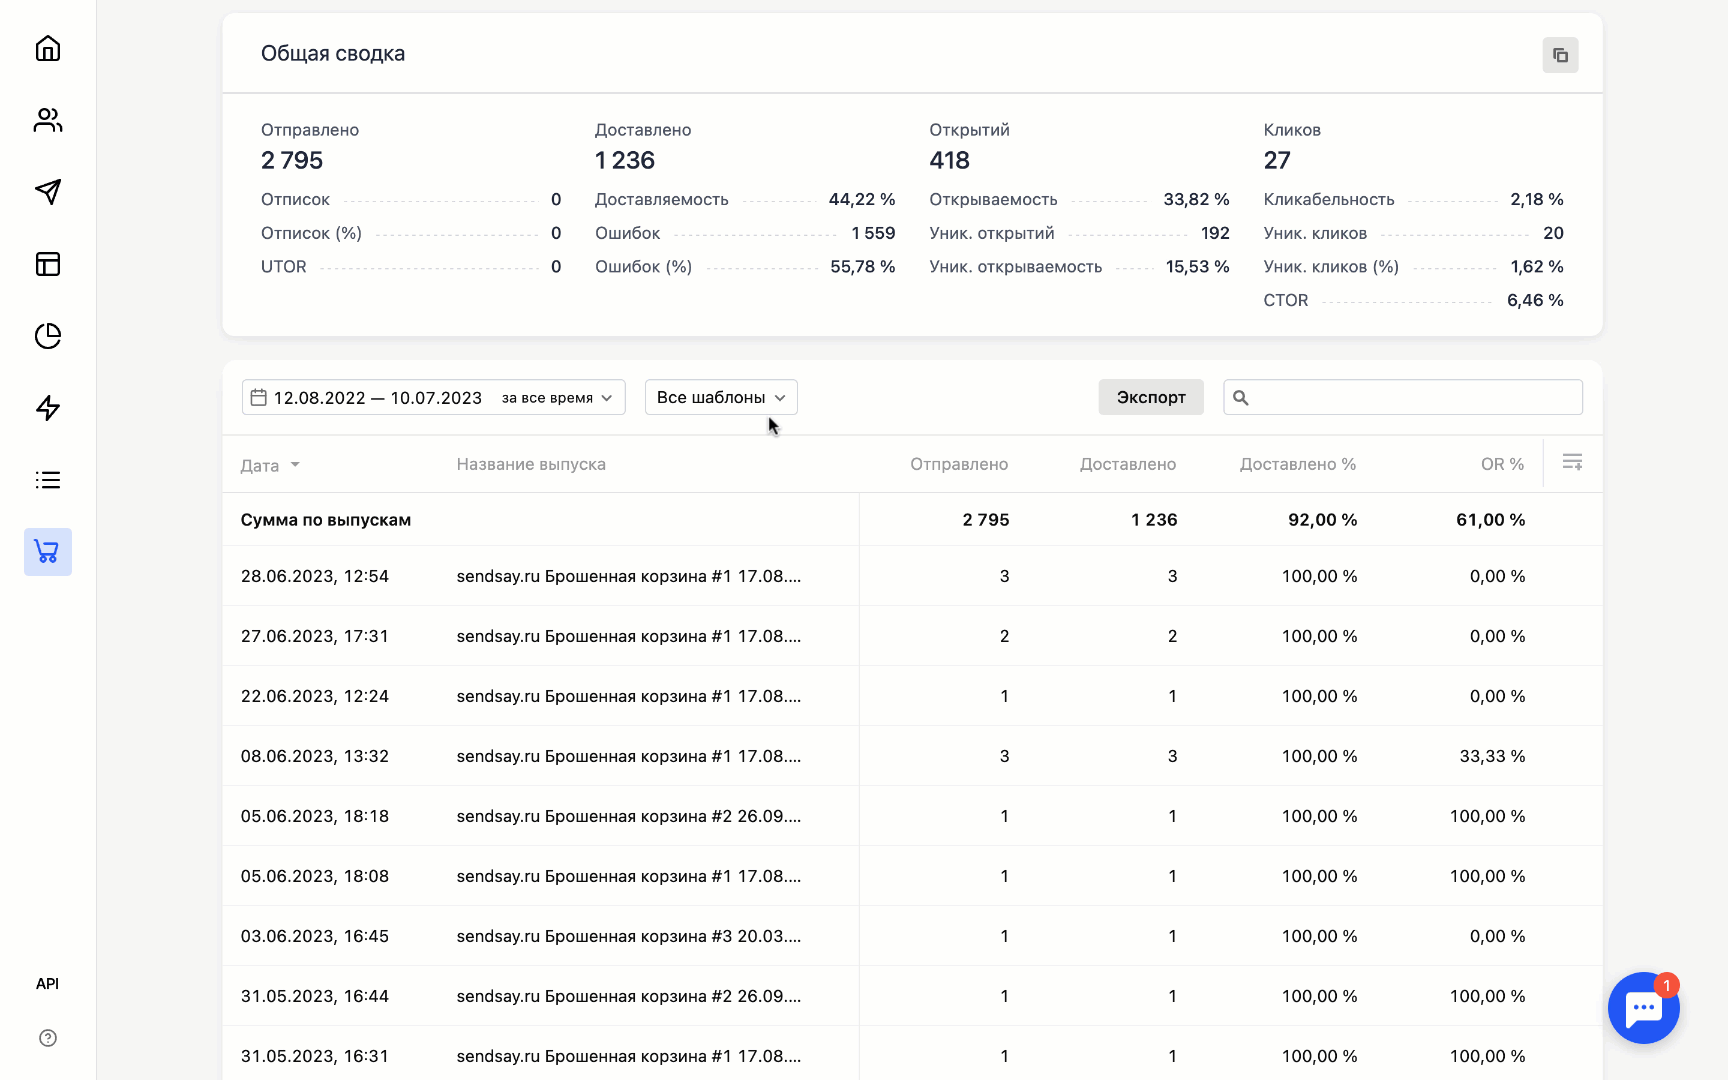 Общая сводка
Отправлено
2 795
Отписок 0
Отписок (%) 0
UTOR 0
Доставлено
1 236
Доставляемость 44,22 %
Ошибок 1 559
Ошибок (%) 55,78 %
Открытий
418
Открываемость 33,82 %
Уник. открытий 192
Уник. открываемость 15,53 %
Кликов
27
Кликабельность 2,18 %
Уник. кликов 20
Уник. кликов (%) 1,62 %
CTOR 6,46 %
12.08.2022 — 10.07.2023 за все время Все шаблоны Экспорт
Дата Название выпуска Отправлено Доставлено Доставлено % OR %
Сумма по выпускам 2 795 1 236 92,00 % 61,00 %
28.06.2023, 12:54 sendsay.ru Брошенная корзина #1 17.08.... 3 3 100,00 % 0,00 %
27.06.2023, 17:31 sendsay.ru Брошенная корзина #1 17.08.... 2 2 100,00 % 0,00 %
22.06.2023, 12:24 sendsay.ru Брошенная корзина #1 17.08.... 1 1 100,00 % 0,00 %
08.06.2023, 13:32 sendsay.ru Брошенная корзина #1 17.08.... 3 3 100,00 % 33,33 %
05.06.2023, 18:18 sendsay.ru Брошенная корзина #2 26.09.... 1 1 100,00 % 100,00 %
05.06.2023, 18:08 sendsay.ru Брошенная корзина #1 17.08.... 1 1 100,00 % 100,00 %
03.06.2023, 16:45 sendsay.ru Брошенная корзина #3 20.03.... 1 1 100,00 % 0,00 %
31.05.2023, 16:44 sendsay.ru Брошенная корзина #2 26.09.... 1 1 100,00 % 100,00 %
31.05.2023, 16:31 sendsay.ru Брошенная корзина #1 17.08.... 1 1 100,00 % 100,00 %
API
1